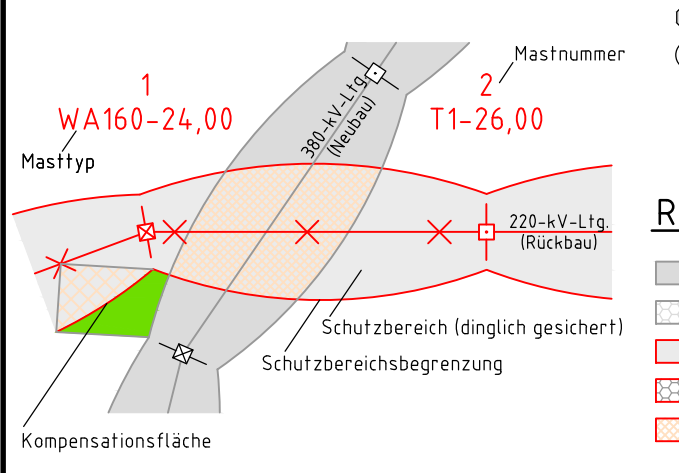 Mastnummer
1
2
WA160-24,00
T1-26,00
380-kV-Ltg.
(Neubau)
Masttyp
220-kV-Ltg.
(Rückbau)
Schutzbereich (dinglich gesichert)
Schutzbereichsbegrenzung
Kompensationsfläche
R